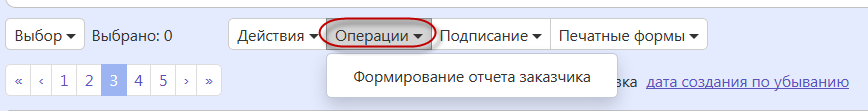 Выбор Выбрано: 0 Действия Операции Подписание Печатные формы
« ‹ 1 2 3 4 5 › »
Формирование отчета заказчика
дата создания по убыванию